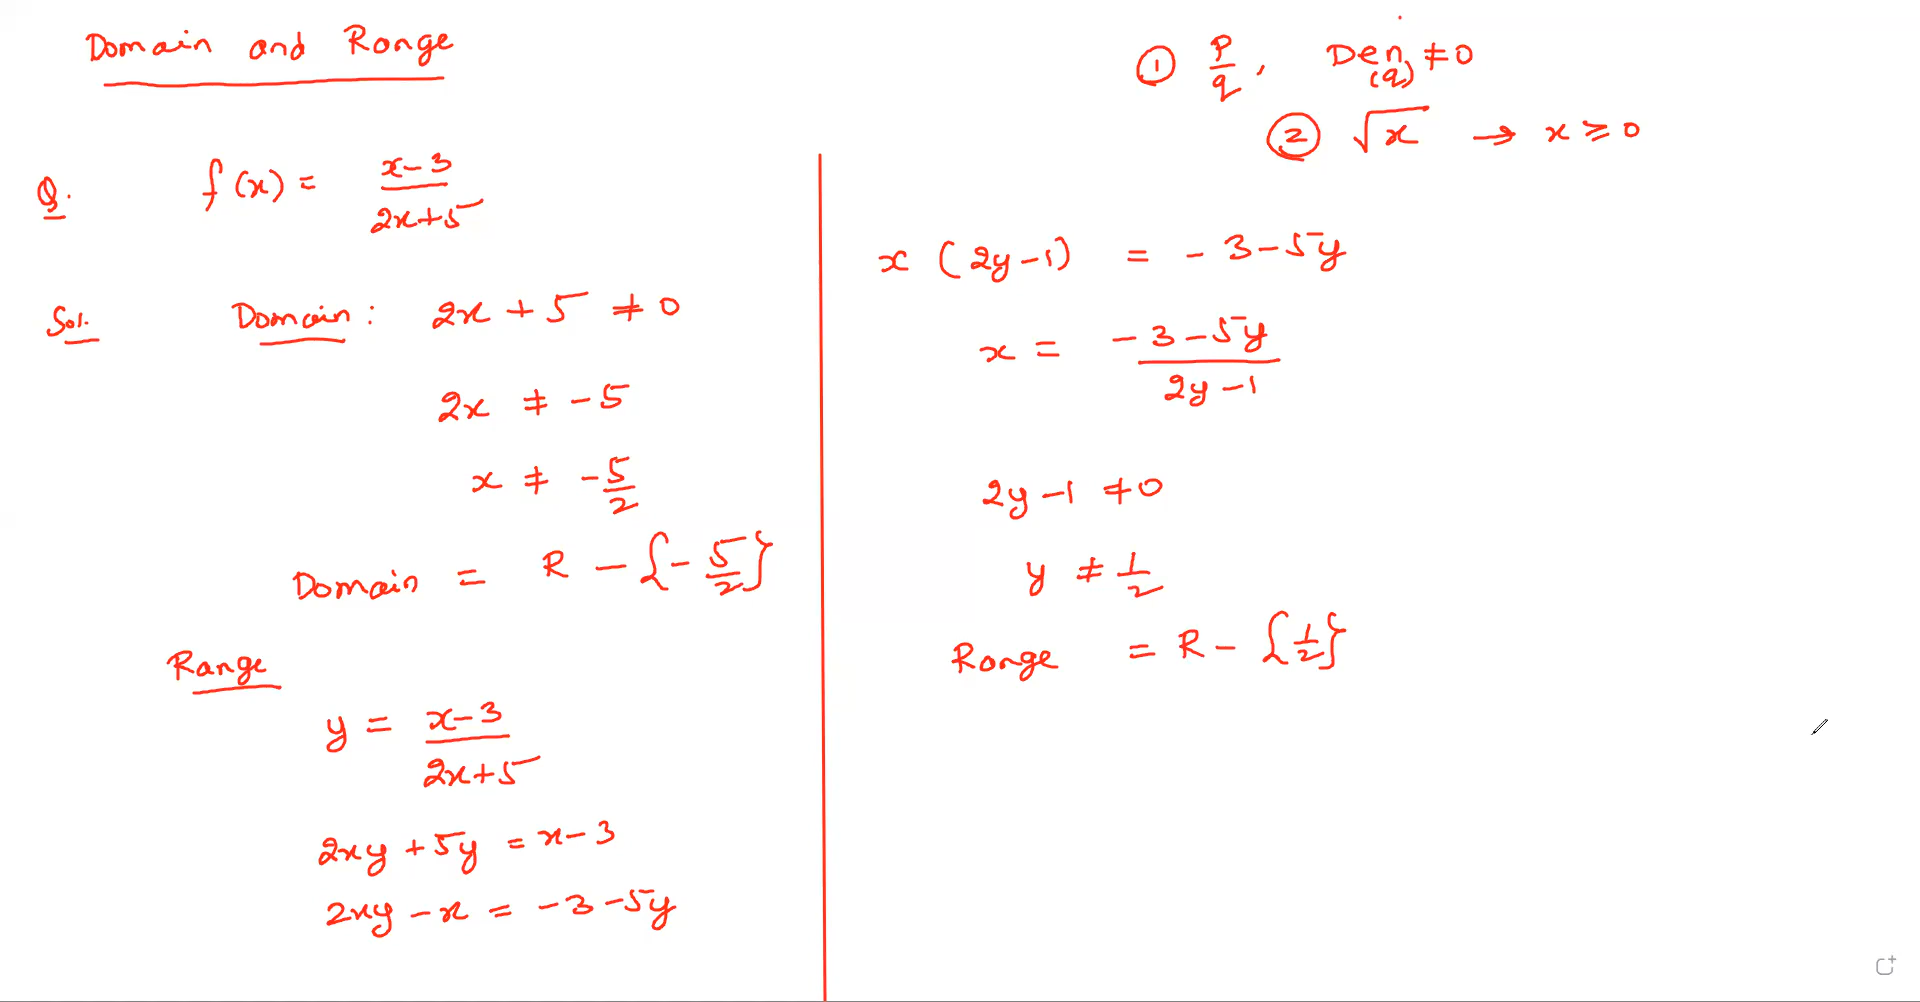 Domain and Range
Q. f(x) = (x-3)/(2x+5)
Sol. Domain: 2x + 5 ≠ 0
2x ≠ -5
x ≠ -5/2
Domain = R - {-5/2}
Range
y = (x-3)/(2x+5)
2xy + 5y = x - 3
2xy - x = -3 - 5y
① p/q, Den (q) ≠ 0
② √x → x ≥ 0
x (2y-1) = -3 - 5y
x = (-3-5y)/(2y-1)
2y - 1 ≠ 0
y ≠ 1/2
Range = R - {1/2}